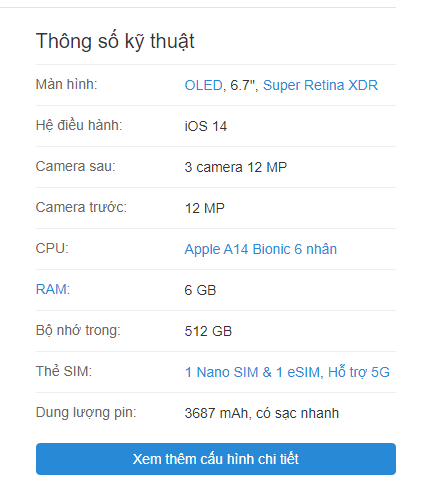 Thông số kỹ thuật
Màn hình: OLED, 6.7", Super Retina XDR
Hệ điều hành: iOS 14
Camera sau: 3 camera 12 MP
Camera trước: 12 MP
CPU: Apple A14 Bionic 6 nhân
RAM: 6 GB
Bộ nhớ trong: 512 GB
Thẻ SIM: 1 Nano SIM & 1 eSIM, Hỗ trợ 5G
Dung lượng pin: 3687 mAh, có sạc nhanh
Xem thêm cấu hình chi tiết